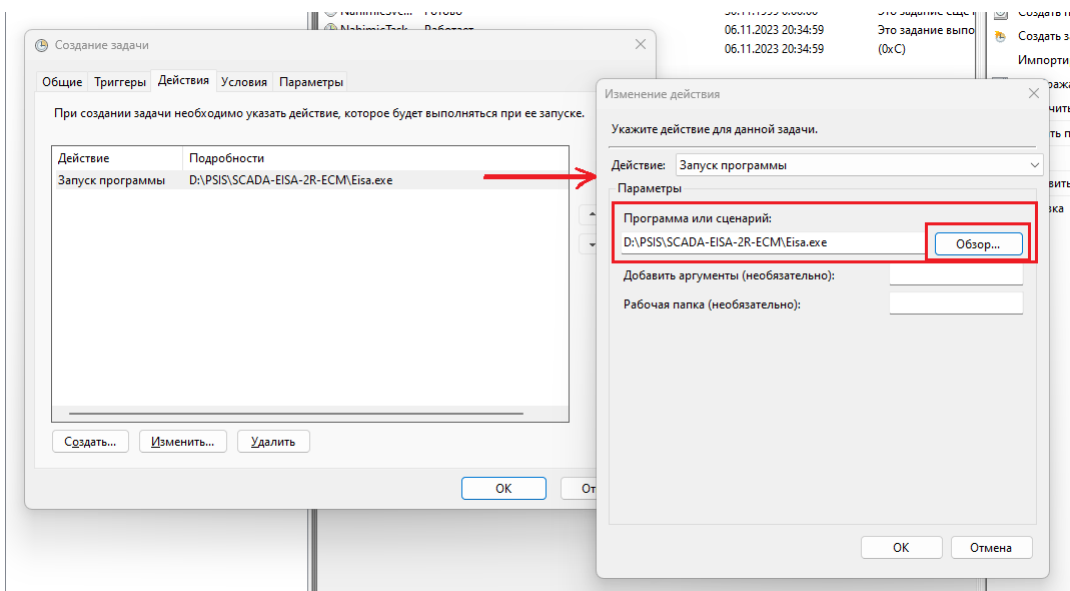 06.11.2023 20:34:59 Это задание выпо
06.11.2023 20:34:59 (0xC)
Создать з
Импорти
Создание задачи
Общие Триггеры Действия Условия Параметры
При создании задачи необходимо указать действие, которое будет выполняться при ее запуске.
Действие Подробности
Запуск программы D:\PSIS\SCADA-EISA-2R-ECM\Eisa.exe
Создать... Изменить... Удалить
ОК От
Изменение действия
Укажите действие для данной задачи.
Действие: Запуск программы
Параметры
Программа или сценарий:
D:\PSIS\SCADA-EISA-2R-ECM\Eisa.exe Обзор...
Добавить аргументы (необязательно):
Рабочая папка (необязательно):
ОК Отмена